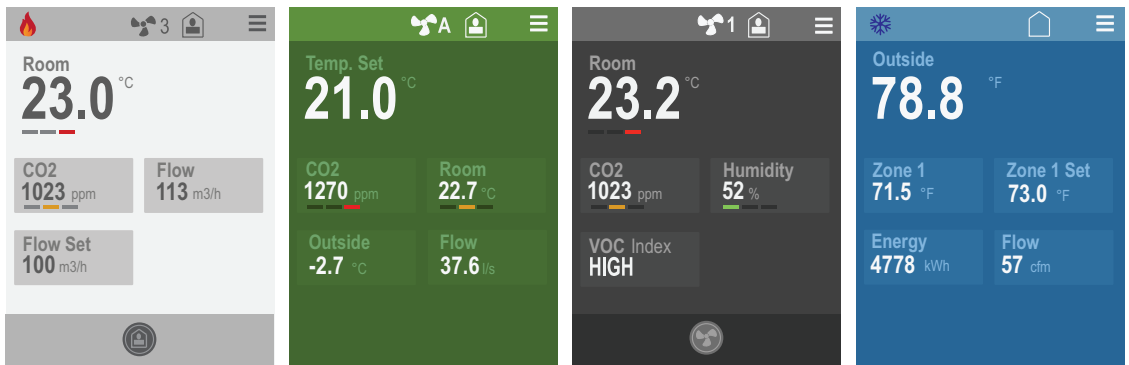 3
Room
23.0 °C
CO2
1023 ppm
Flow
113 m3/h
Flow Set
100 m3/h
A
Temp. Set
21.0 °C
CO2
1270 ppm
Room
22.7 °C
Outside
-2.7 °C
Flow
37.6 l/s
1
Room
23.2 °C
CO2
1023 ppm
Humidity
52 %
VOC Index
HIGH
Outside
78.8 °F
Zone 1
71.5 °F
Zone 1 Set
73.0 °F
Energy
4778 kWh
Flow
57 cfm